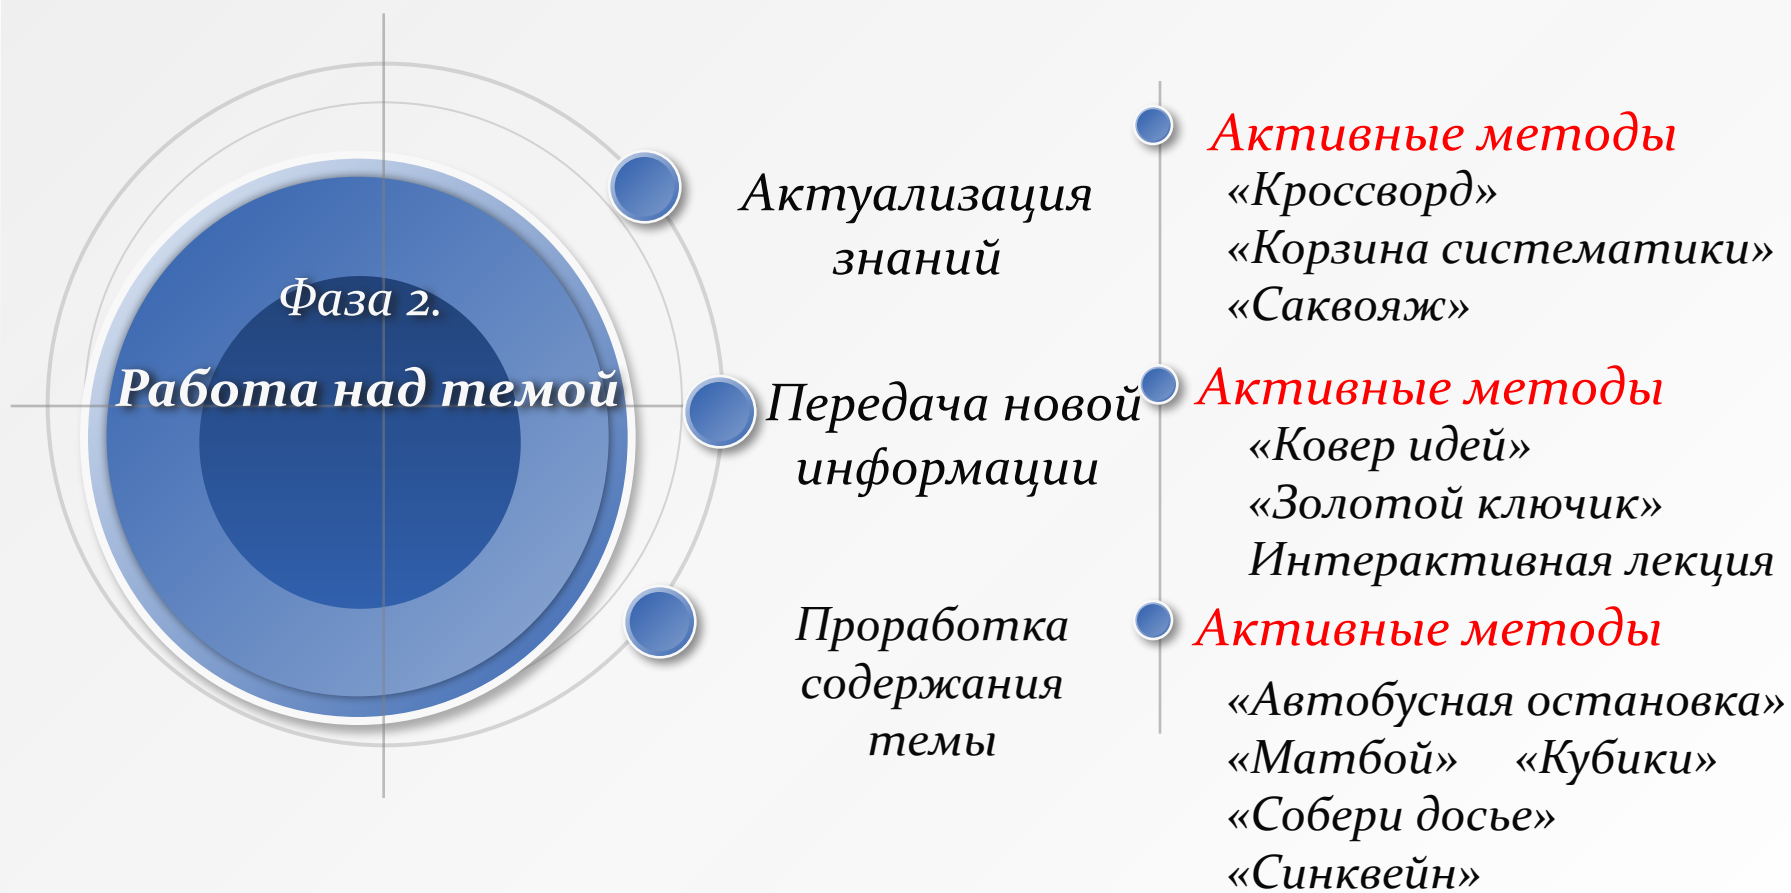 Фаза 2.
Работа над темой
Актуализация
знаний
Активные методы
«Кроссворд»
«Корзина систематики»
«Саквояж»
Передача новой
информации
Активные методы
«Ковер идей»
«Золотой ключик»
Интерактивная лекция
Проработка
содержания
темы
Активные методы
«Автобусная остановка»
«Матбой» «Кубики»
«Собери досье»
«Синквейн»